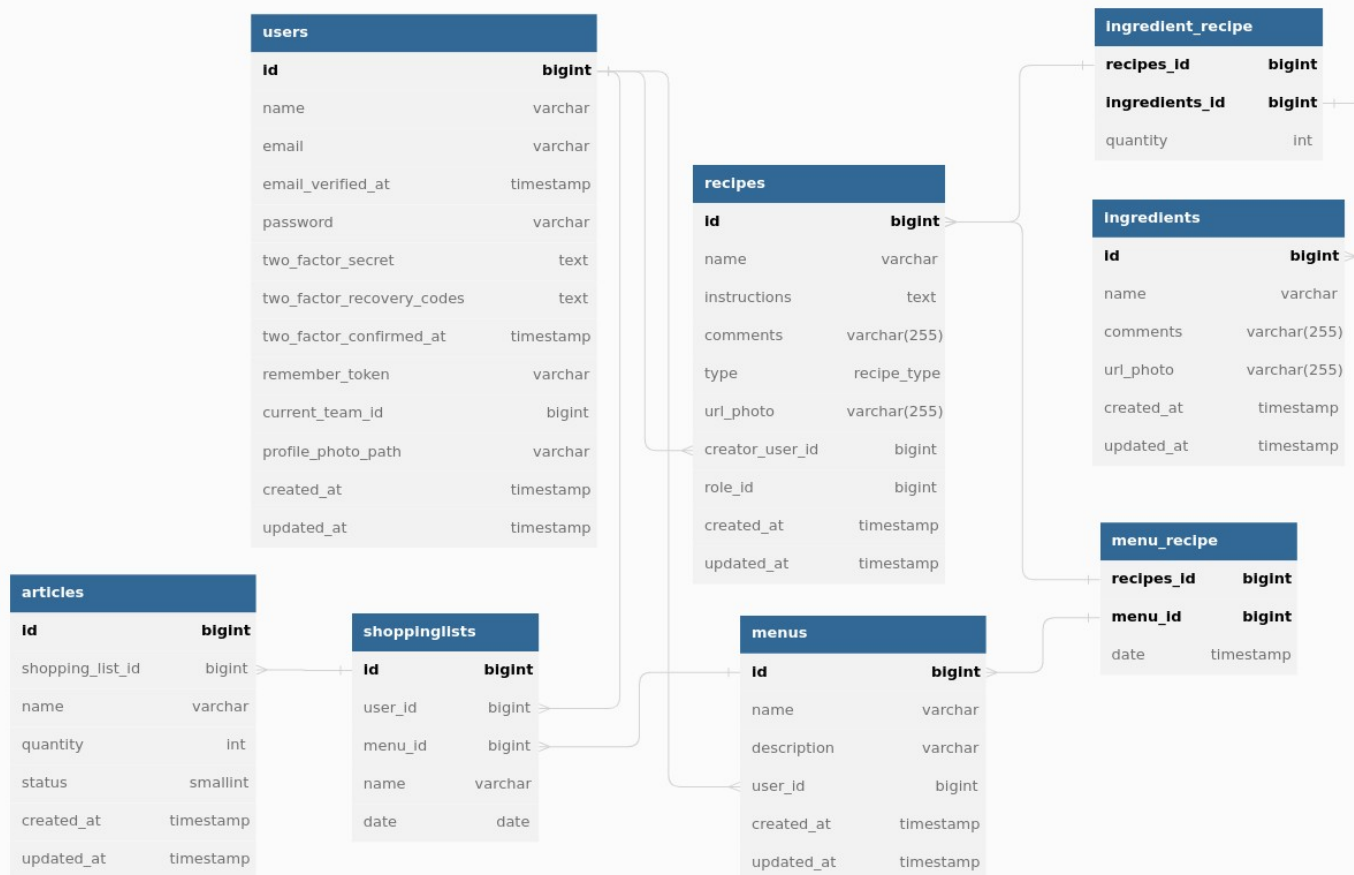 users
id bigint
name varchar
email varchar
email_verified_at timestamp
password varchar
two_factor_secret text
two_factor_recovery_codes text
two_factor_confirmed_at timestamp
remember_token varchar
current_team_id bigint
profile_photo_path varchar
created_at timestamp
updated_at timestamp
recipes
id bigint
name varchar
instructions text
comments varchar(255)
type recipe_type
url_photo varchar(255)
creator_user_id bigint
role_id bigint
created_at timestamp
updated_at timestamp
ingredient_recipe
recipes_id bigint
ingredients_id bigint
quantity int
ingredients
id bigint
name varchar
comments varchar(255)
url_photo varchar(255)
created_at timestamp
updated_at timestamp
menu_recipe
recipes_id bigint
menu_id bigint
date timestamp
articles
id bigint
shopping_list_id bigint
name varchar
quantity int
status smallint
created_at timestamp
updated_at timestamp
shoppinglists
id bigint
user_id bigint
menu_id bigint
name varchar
date date
menus
id bigint
name varchar
description varchar
user_id bigint
created_at timestamp
updated_at timestamp